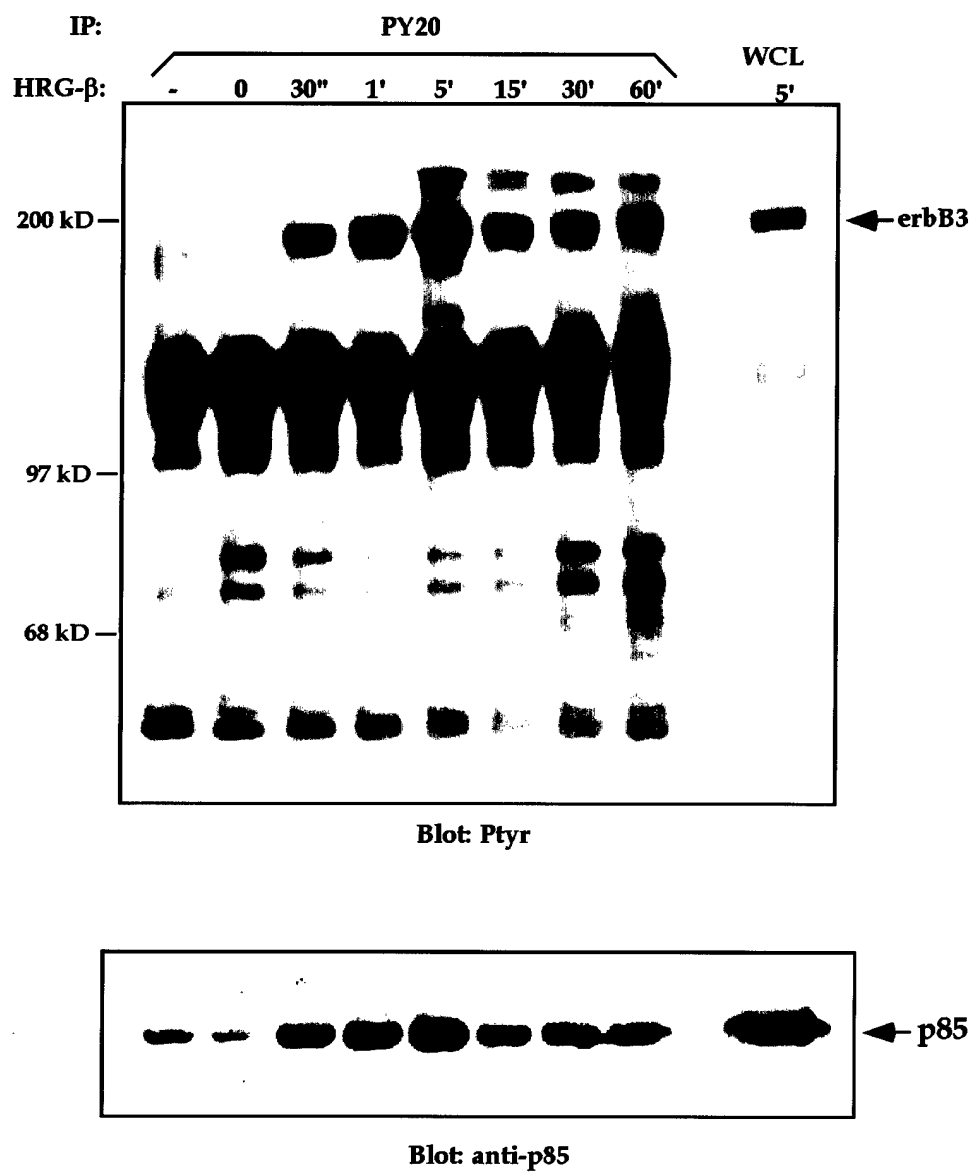 IP: PY20
WCL
HRG-β: - 0 30" 1' 5' 15' 30' 60' 5'
200 kD
erbB3
97 kD
68 kD
Blot: Ptyr
p85
Blot: anti-p85